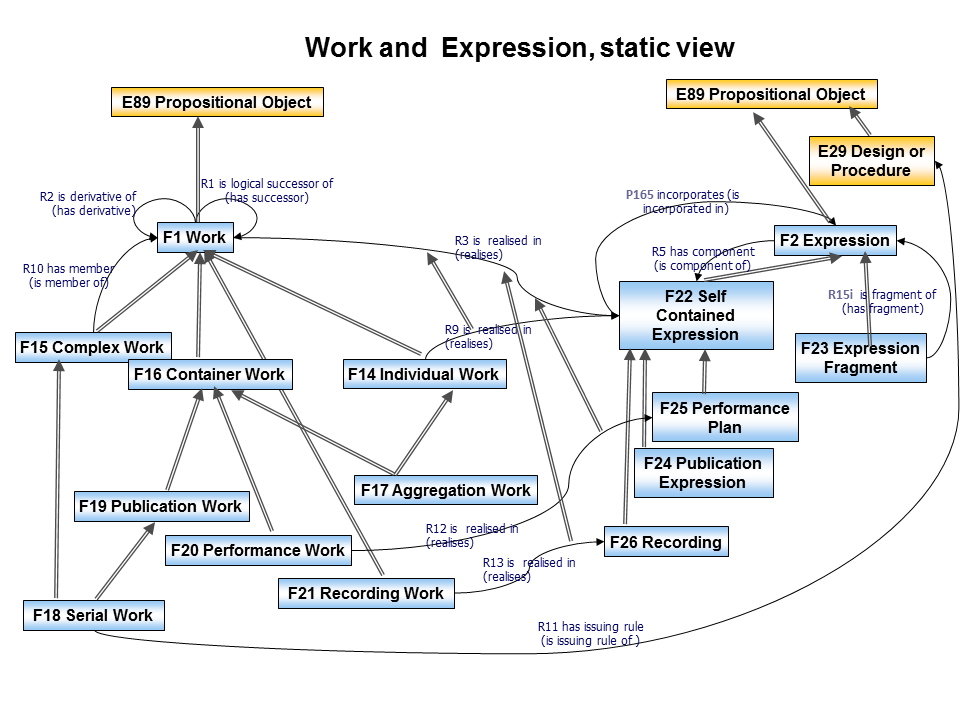 Work and  Expression, static view
E89 Propositional Object
E89 Propositional Object
E29 Design or
Procedure
R2 is derivative of
(has derivative)
R1 is logical successor of
(has successor)
P165 incorporates (is
incorporated in)
F1 Work
R3 is  realised in
(realises)
F2 Expression
R5 has component
(is component of)
R10 has member
(is member of)
F22 Self
Contained
Expression
R15i  is fragment of
(has fragment)
R9 is  realised in
(realises)
F15 Complex Work
F16 Container Work
F14 Individual Work
F23 Expression
Fragment
F25 Performance
Plan
F24 Publication
Expression
F17 Aggregation Work
F19 Publication Work
R12 is  realised in
(realises)
F20 Performance Work
F26 Recording
R13 is  realised in
(realises)
F21 Recording Work
F18 Serial Work
R11 has issuing rule
(is issuing rule of )